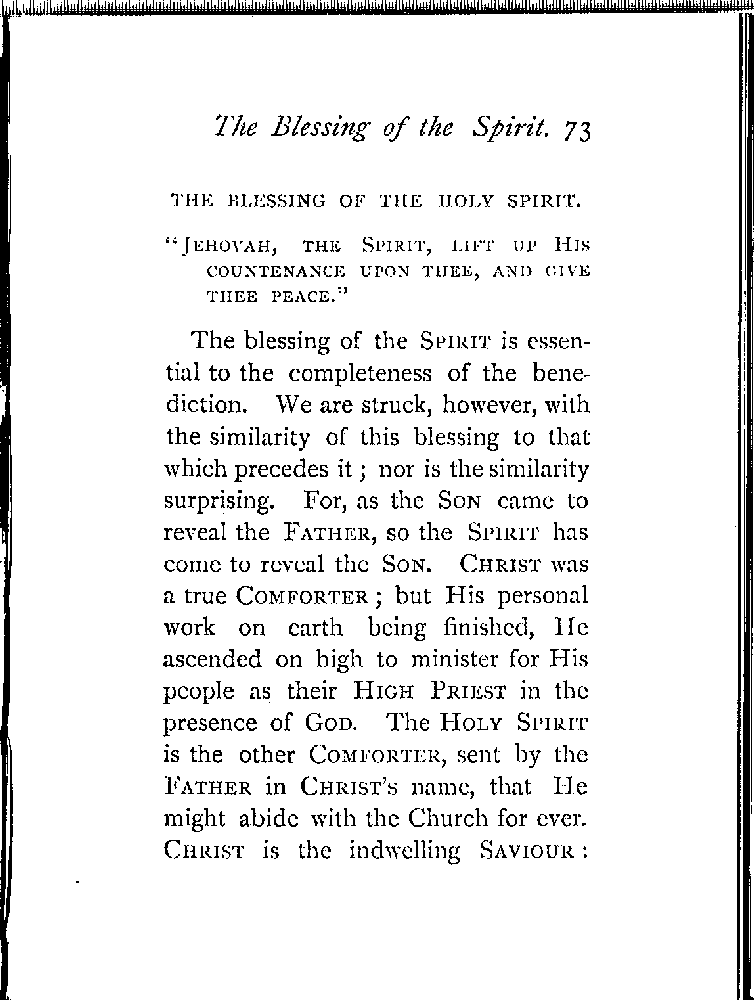 The Blessing of the Spirit. 73
THE BLESSING OF THE HOLY SPIRIT.
“JEHOVAH, THE SPIRIT, LIFT UP HIS
COUNTENANCE UPON THEE, AND GIVE
THEE PEACE.”
The blessing of the SPIRIT is essen-
tial to the completeness of the bene-
diction. We are struck, however, with
the similarity of this blessing to that
which precedes it ; nor is the similarity
surprising. For, as the SON came to
reveal the FATHER, so the SPIRIT has
come to reveal the SON. CHRIST was
a true COMFORTER ; but His personal
work on earth being finished, He
ascended on high to minister for His
people as their HIGH PRIEST in the
presence of GOD. The HOLY SPIRIT
is the other COMFORTER, sent by the
FATHER in CHRIST’S name, that He
might abide with the Church for ever.
CHRIST is the indwelling SAVIOUR :